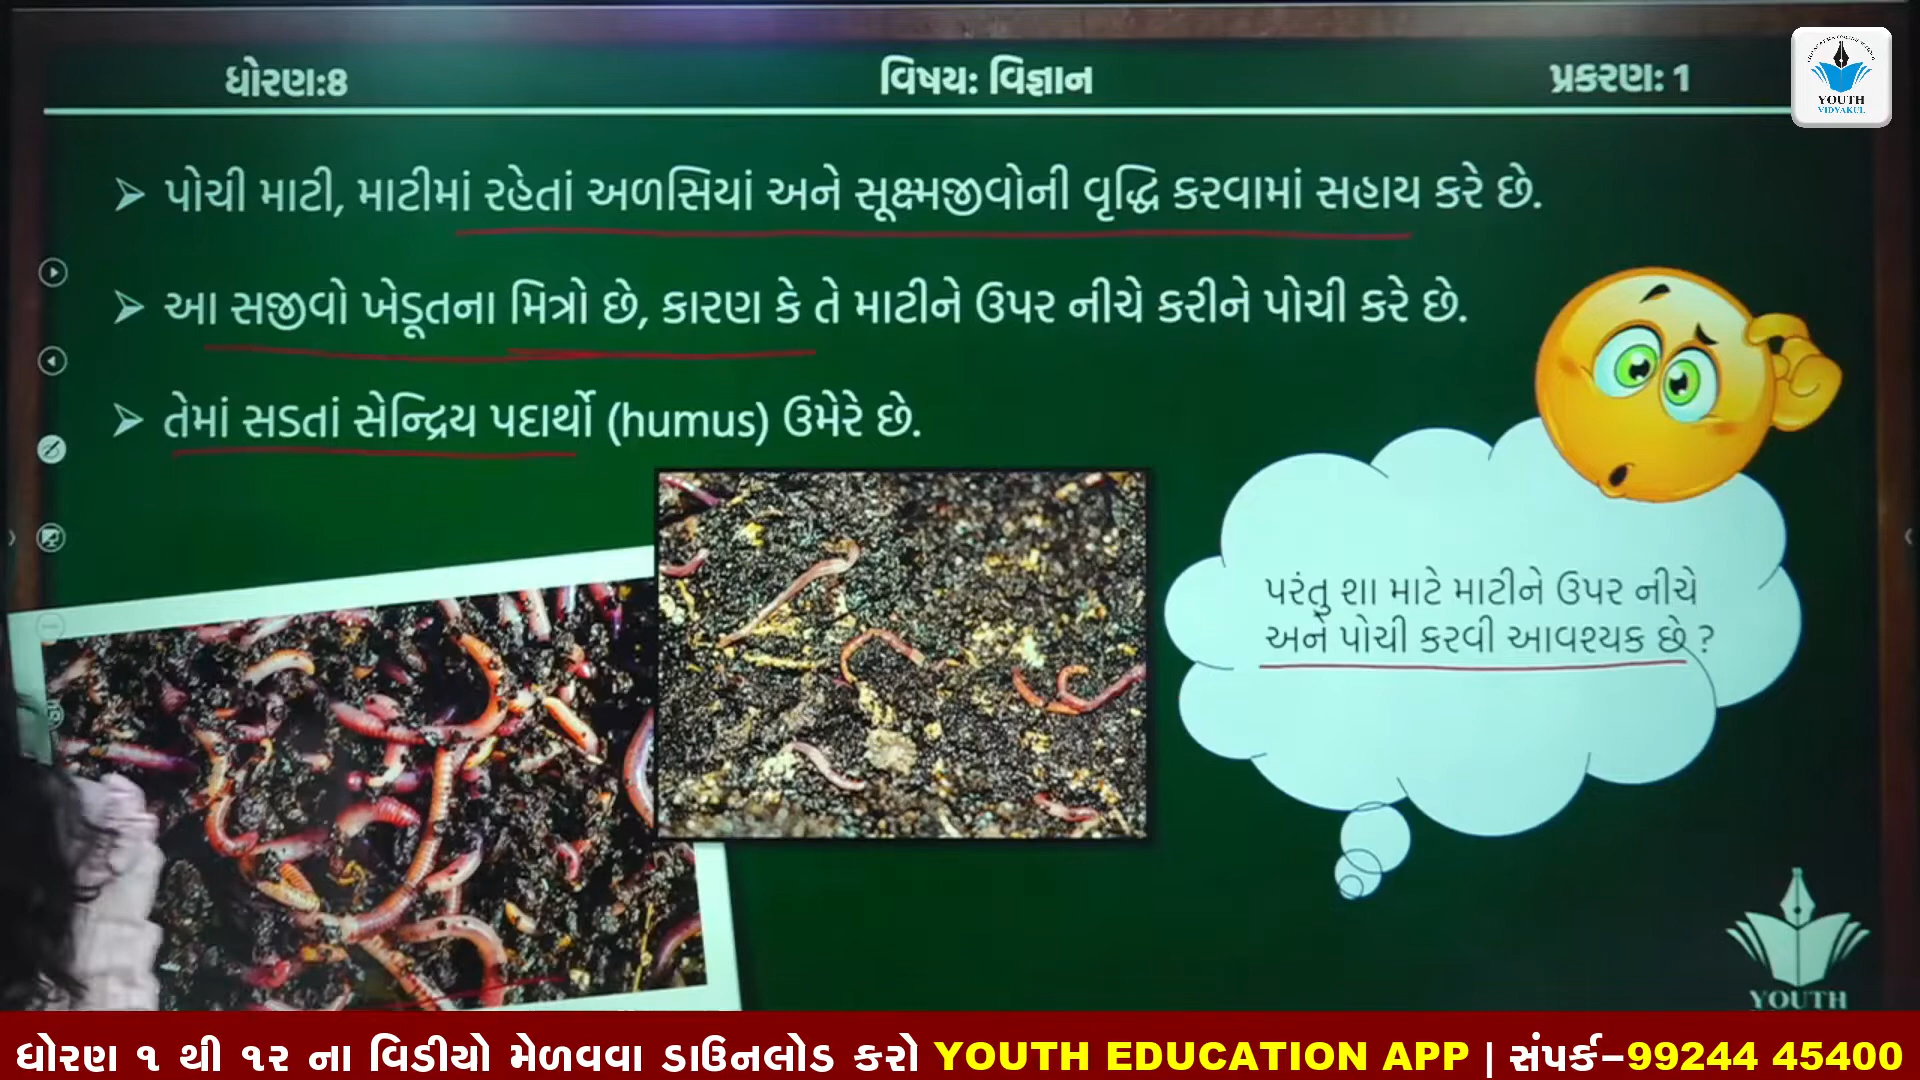 ધોરણ:8 વિષય: વિજ્ઞાન પ્રકરણ: 1
YOUTH
VIDYAKUL
➢ પોચી માટી, માટીમાં રહેતાં અળસિયાં અને સૂક્ષ્મજીવોની વૃદ્ધિ કરવામાં સહાય કરે છે.
➢ આ સજીવો ખેડૂતના મિત્રો છે, કારણ કે તે માટીને ઉપર નીચે કરીને પોચી કરે છે.
➢ તેમાં સડતાં સેન્દ્રિય પદાર્થો (humus) ઉમેરે છે.
પરંતુ શા માટે માટીને ઉપર નીચે
અને પોચી કરવી આવશ્યક છે ?
YOUTH
ધોરણ ૧ થી ૧૨ ના વિડીયો મેળવવા ડાઉનલોડ કરો YOUTH EDUCATION APP | સંપર્ક–99244 45400